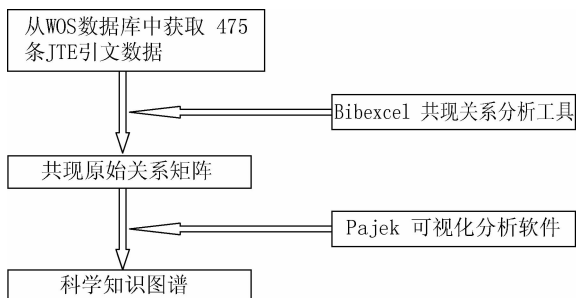 从WOS数据库中获取 475
条JTE引文数据
Bibexcel 共现关系分析工具
共现原始关系矩阵
Pajek 可视化分析软件
科学知识图谱